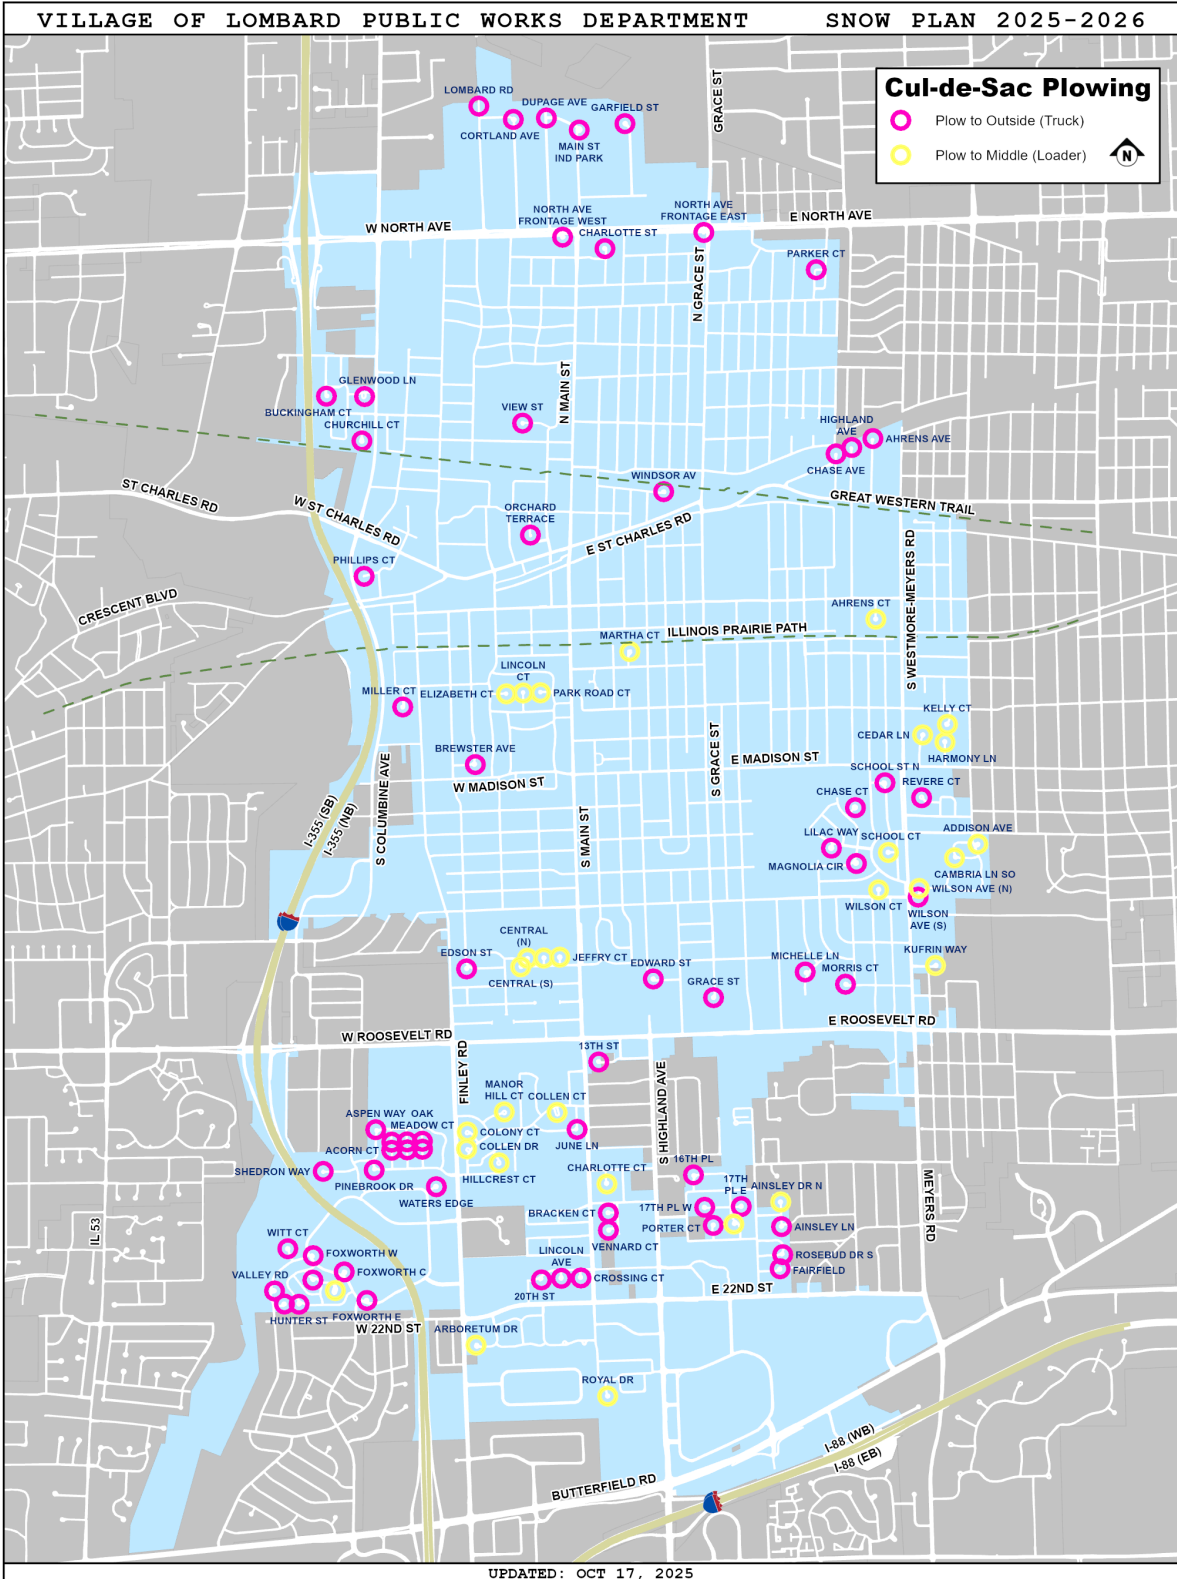 VILLAGE OF LOMBARD PUBLIC WORKS DEPARTMENT SNOW PLAN 2025-2026
Cul-de-Sac Plowing
Plow to Outside (Truck)
Plow to Middle (Loader)
N
GRACE ST
LOMBARD RD
DUPAGE AVE
GARFIELD ST
CORTLAND AVE
MAIN ST
IND PARK
NORTH AVE
FRONTAGE WEST
NORTH AVE
FRONTAGE EAST
E NORTH AVE
W NORTH AVE
CHARLOTTE ST
PARKER CT
N GRACE ST
GLENWOOD LN
BUCKINGHAM CT
CHURCHILL CT
VIEW ST
N MAIN ST
HIGHLAND
AVE
AHRENS AVE
CHASE AVE
WINDSOR AV
GREAT WESTERN TRAIL
ST CHARLES RD
W ST CHARLES RD
ORCHARD
TERRACE
E ST CHARLES RD
PHILLIPS CT
S WESTMORE-MEYERS RD
CRESCENT BLVD
AHRENS CT
MARTHA CT
ILLINOIS PRAIRIE PATH
LINCOLN
CT
MILLER CT
ELIZABETH CT
PARK ROAD CT
KELLY CT
CEDAR LN
HARMONY LN
BREWSTER AVE
W MADISON ST
S GRACE ST
E MADISON ST
SCHOOL ST N
REVERE CT
CHASE CT
S COLUMBINE AVE
I-355 (SB)
I-355 (NB)
S MAIN ST
LILAC WAY
SCHOOL CT
ADDISON AVE
MAGNOLIA CIR
CAMBRIA LN SO
WILSON AVE (N)
WILSON CT
WILSON
AVE (S)
CENTRAL
(N)
EDSON ST
JEFFRY CT
CENTRAL (S)
EDWARD ST
GRACE ST
MICHELLE LN
MORRIS CT
KUFRIN WAY
E ROOSEVELT RD
W ROOSEVELT RD
13TH ST
FINLEY RD
S HIGHLAND AVE
MANOR
HILL CT
COLLEN CT
ASPEN WAY
OAK
MEADOW CT
COLONY CT
COLLEN DR
JUNE LN
ACORN CT
SHEDRON WAY
PINEBROOK DR
HILLCREST CT
WATERS EDGE
CHARLOTTE CT
16TH PL
17TH
PL E
AINSLEY DR N
BRACKEN CT
17TH PL W
PORTER CT
AINSLEY LN
VENNARD CT
MEYERS RD
IL 53
WITT CT
FOXWORTH W
FOXWORTH C
VALLEY RD
LINCOLN
AVE
CROSSING CT
20TH ST
ROSEBUD DR S
FAIRFIELD
E 22ND ST
HUNTER ST
FOXWORTH E
W 22ND ST
ARBORETUM DR
ROYAL DR
I-88 (WB)
I-88 (EB)
BUTTERFIELD RD
UPDATED: OCT 17, 2025